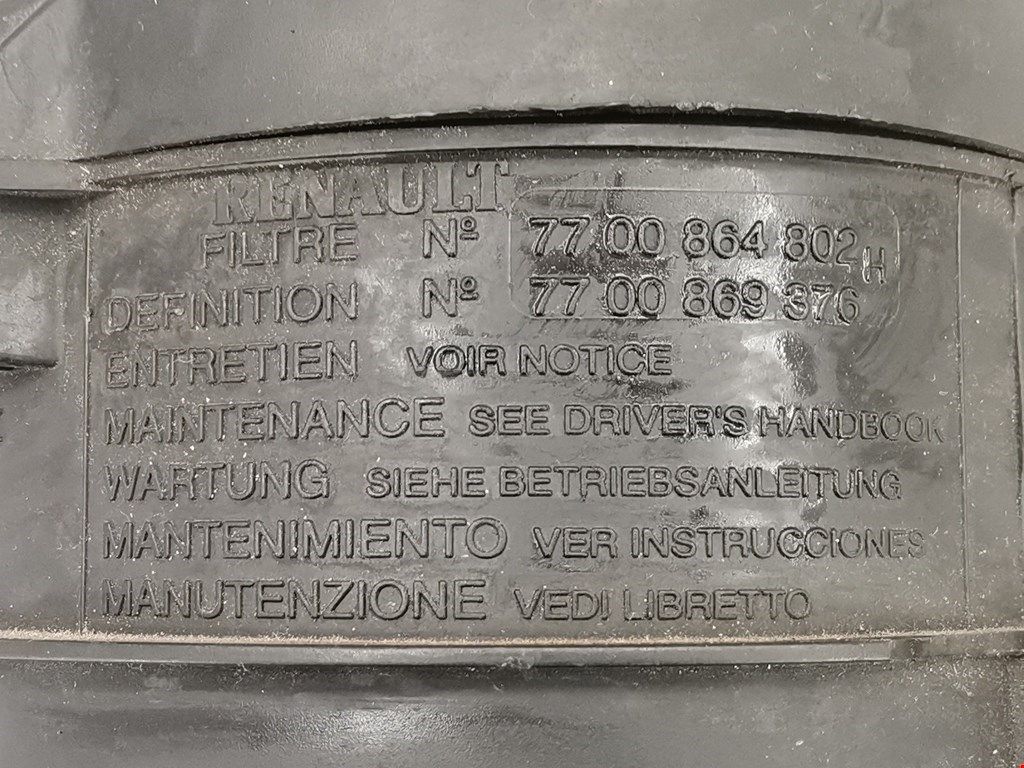 RENAULT
FILTRE Nº 77 00 864 802 H
DEFINITION Nº 77 00 869 376
ENTRETIEN VOIR NOTICE
MAINTENANCE SEE DRIVER'S HANDBOOK
WARTUNG SIEHE BETRIEBSANLEITUNG
MANTENIMIENTO VER INSTRUCCIONES
MANUTENZIONE VEDI LIBRETTO